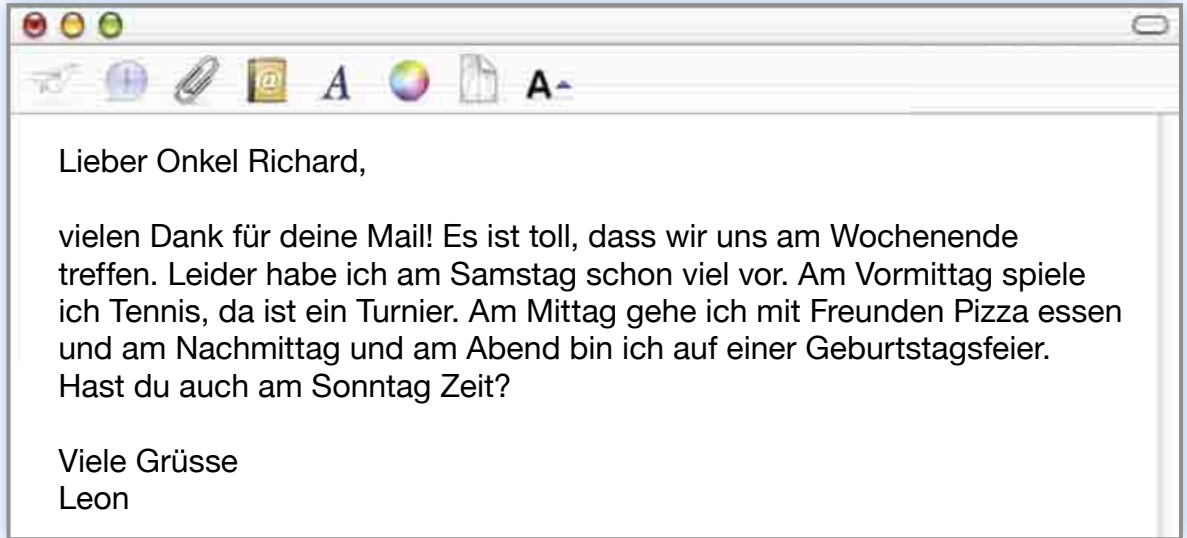 Lieber Onkel Richard,
vielen Dank für deine Mail! Es ist toll, dass wir uns am Wochenende
treffen. Leider habe ich am Samstag schon viel vor. Am Vormittag spiele
ich Tennis, da ist ein Turnier. Am Mittag gehe ich mit Freunden Pizza essen
und am Nachmittag und am Abend bin ich auf einer Geburtstagsfeier.
Hast du auch am Sonntag Zeit?
Viele Grüsse
Leon